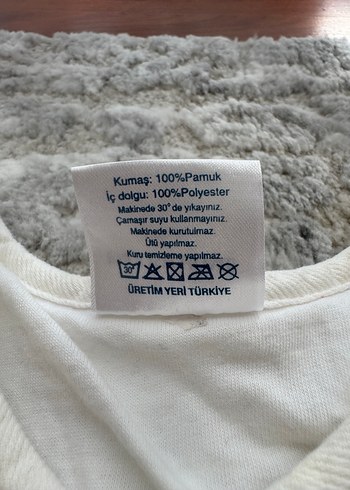 Kumaş: 100%Pamuk
İç dolgu: 100%Polyester
Makinede 30° de yıkayınız.
Çamaşır suyu kullanmayınız.
Makinede kurutulmaz.
Ütü yapılmaz.
Kuru temizleme yapılmaz.
30°
ÜRETİM YERİ TÜRKİYE